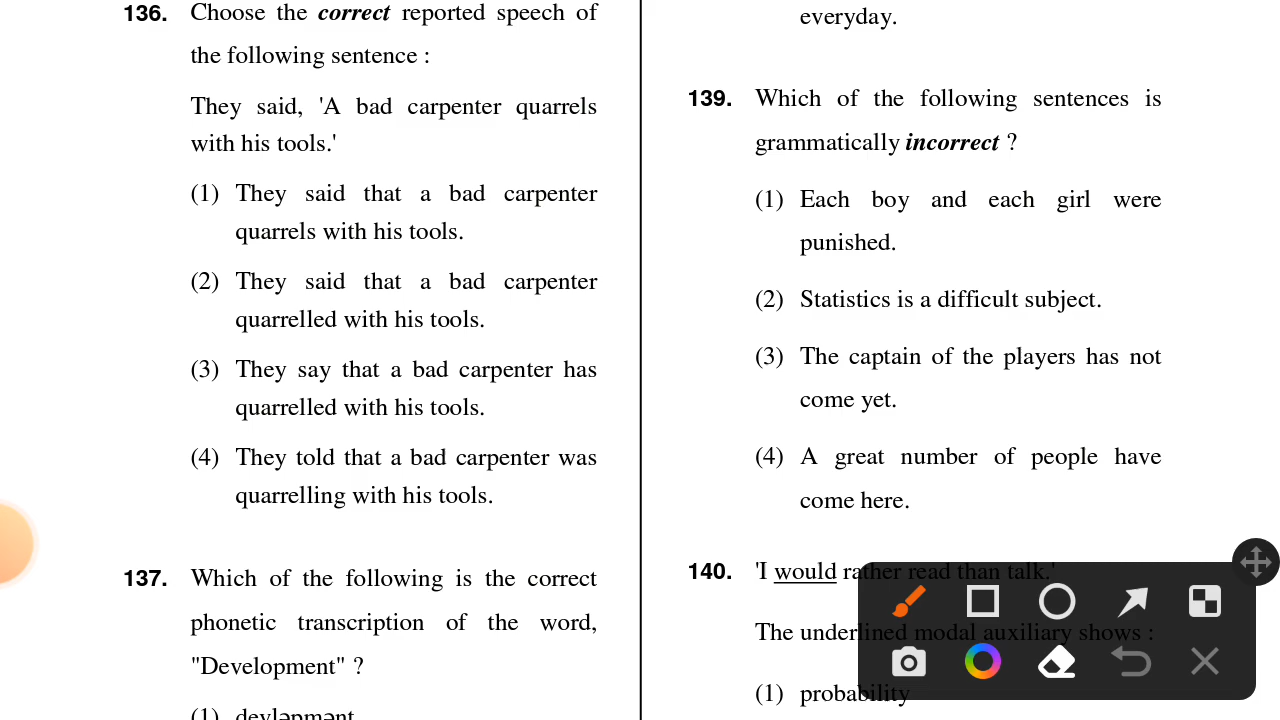 136. Choose the correct reported speech of
the following sentence :
They said, 'A bad carpenter quarrels
with his tools.'
(1) They said that a bad carpenter
quarrels with his tools.
(2) They said that a bad carpenter
quarrelled with his tools.
(3) They say that a bad carpenter has
quarrelled with his tools.
(4) They told that a bad carpenter was
quarrelling with his tools.
137. Which of the following is the correct
phonetic transcription of the word,
"Development" ?
(1)
everyday.
139. Which of the following sentences is
grammatically incorrect ?
(1) Each boy and each girl were
punished.
(2) Statistics is a difficult subject.
(3) The captain of the players has not
come yet.
(4) A great number of people have
come here.
140. 'I would rather read than talk.'
The underlined modal auxiliary shows :
(1) probability